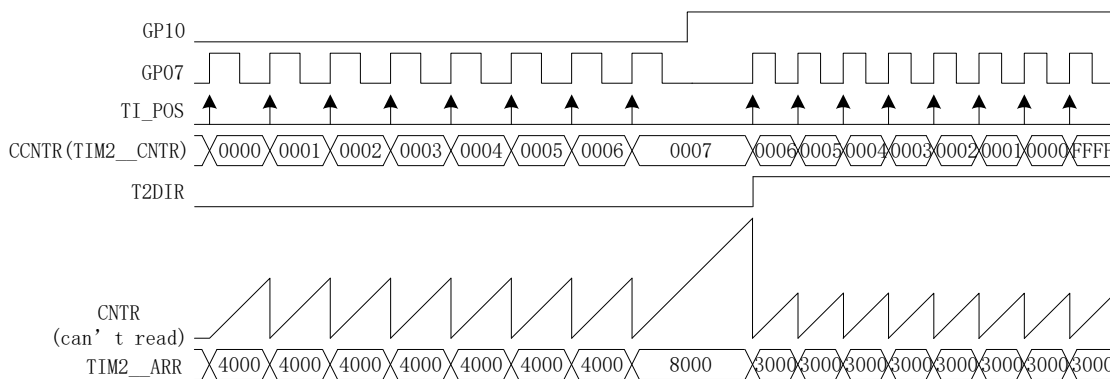 GP10
GP07
TI_POS
CCNTR(TIM2__CNTR) 0000 0001 0002 0003 0004 0005 0006 0007 0006 0005 0004 0003 0002 0001 0000 FFFF
T2DIR
CNTR
(can't read)
TIM2__ARR 4000 4000 4000 4000 4000 4000 4000 8000 3000 3000 3000 3000 3000 3000 3000 3000